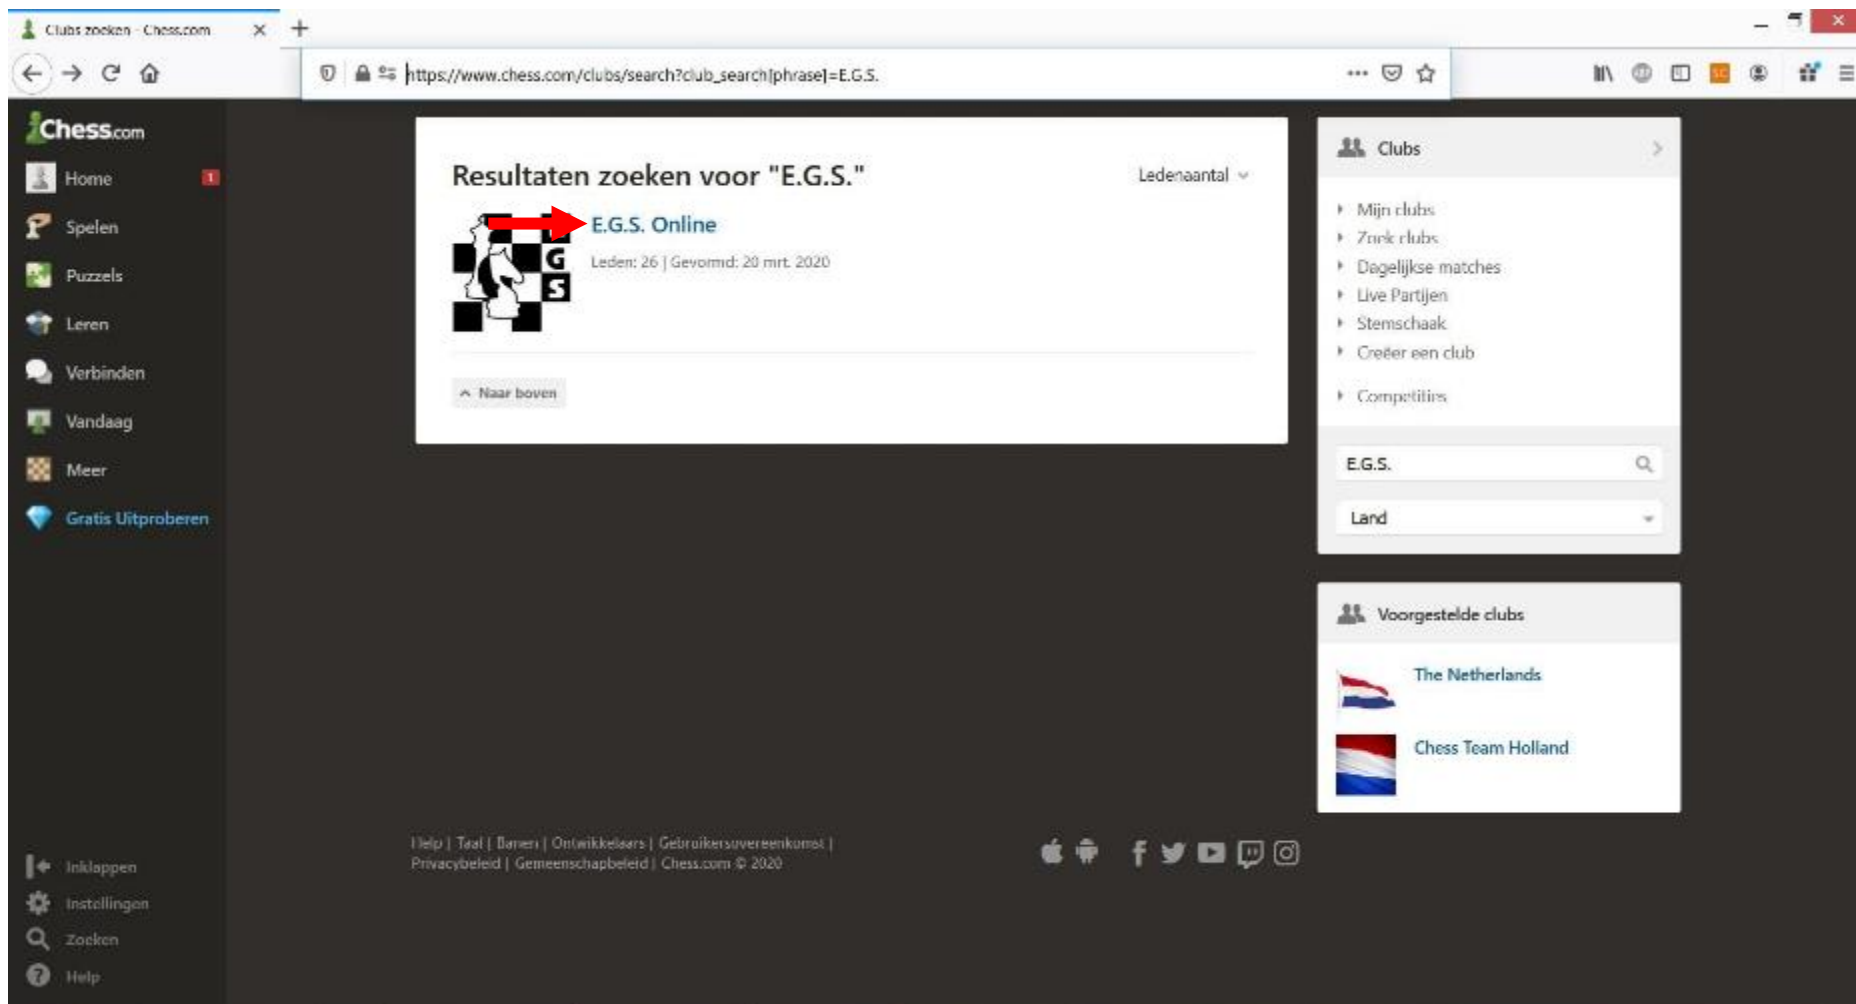 Clubs zoeken - Chess.com
https://www.chess.com/clubs/search?club_search[phrase]=E.G.S.
Chess.com
Home 1
Spelen
Puzzels
Leren
Verbinden
Vandaag
Meer
Gratis Uitproberen
Inklappen
Instellingen
Zoeken
Help
Resultaten zoeken voor "E.G.S."
Ledenaantal
E.G.S. Online
Leden: 26 | Gevormd: 20 mrt. 2020
G
S
Naar boven
Clubs
Mijn clubs
Zoek clubs
Dagelijkse matches
Live Partijen
Stemschaak
Creëer een club
Competities
E.G.S.
Land
Voorgestelde clubs
The Netherlands
Chess Team Holland
Help | Taal | Banen | Ontwikkelaars | Gebruikersovereenkomst |
Privacybeleid | Gemeenschapbeleid | Chess.com © 2020